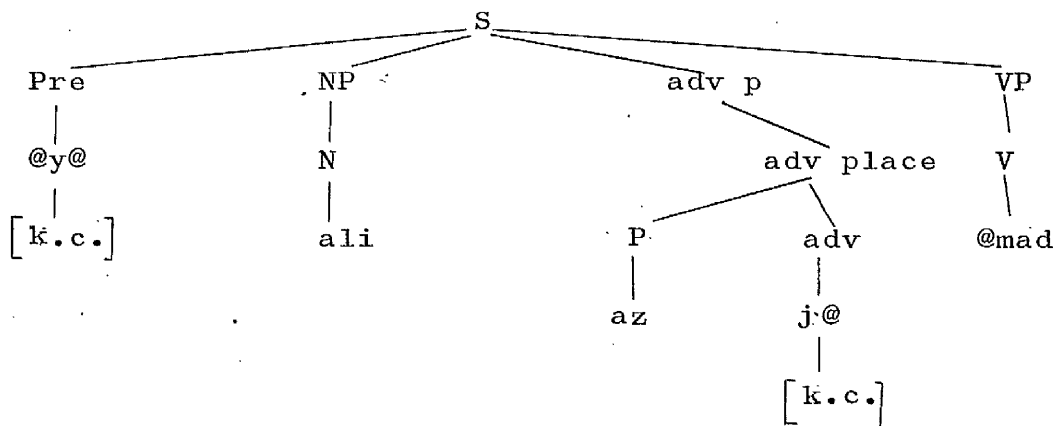 S
Pre NP adv p VP
@y@ N adv place V
[k.c.] ali P adv @mad
az j@
[k.c.]